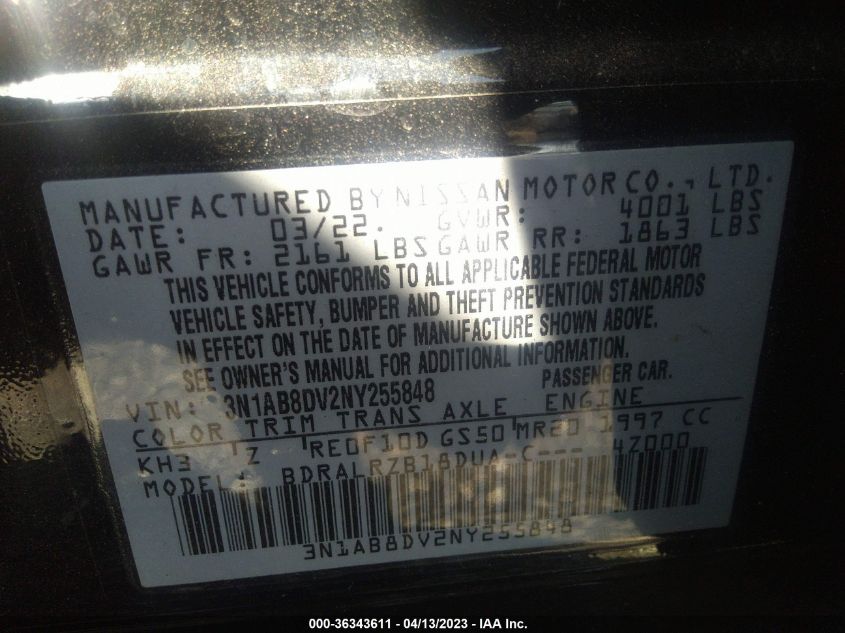 MANUFACTURED BY NISSAN MOTOR CO., LTD.
DATE: 03/22. GVWR: 4001 LBS
GAWR FR: 2161 LBS GAWR RR: 1863 LBS
THIS VEHICLE CONFORMS TO ALL APPLICABLE FEDERAL MOTOR
VEHICLE SAFETY, BUMPER AND THEFT PREVENTION STANDARDS
IN EFFECT ON THE DATE OF MANUFACTURE SHOWN ABOVE.
SEE OWNER'S MANUAL FOR ADDITIONAL INFORMATION.
VIN: 3N1AB8DV2NY255848 PASSENGER CAR.
COLOR TRIM TRANS AXLE ENGINE
KH3 Z RE0F10D GS50 MR20 1997 CC
MODEL: BDRALRZB18DUA-C--- 4Z000
3N1AB8DV2NY255848
000-36343611 - 04/13/2023 - IAA Inc.